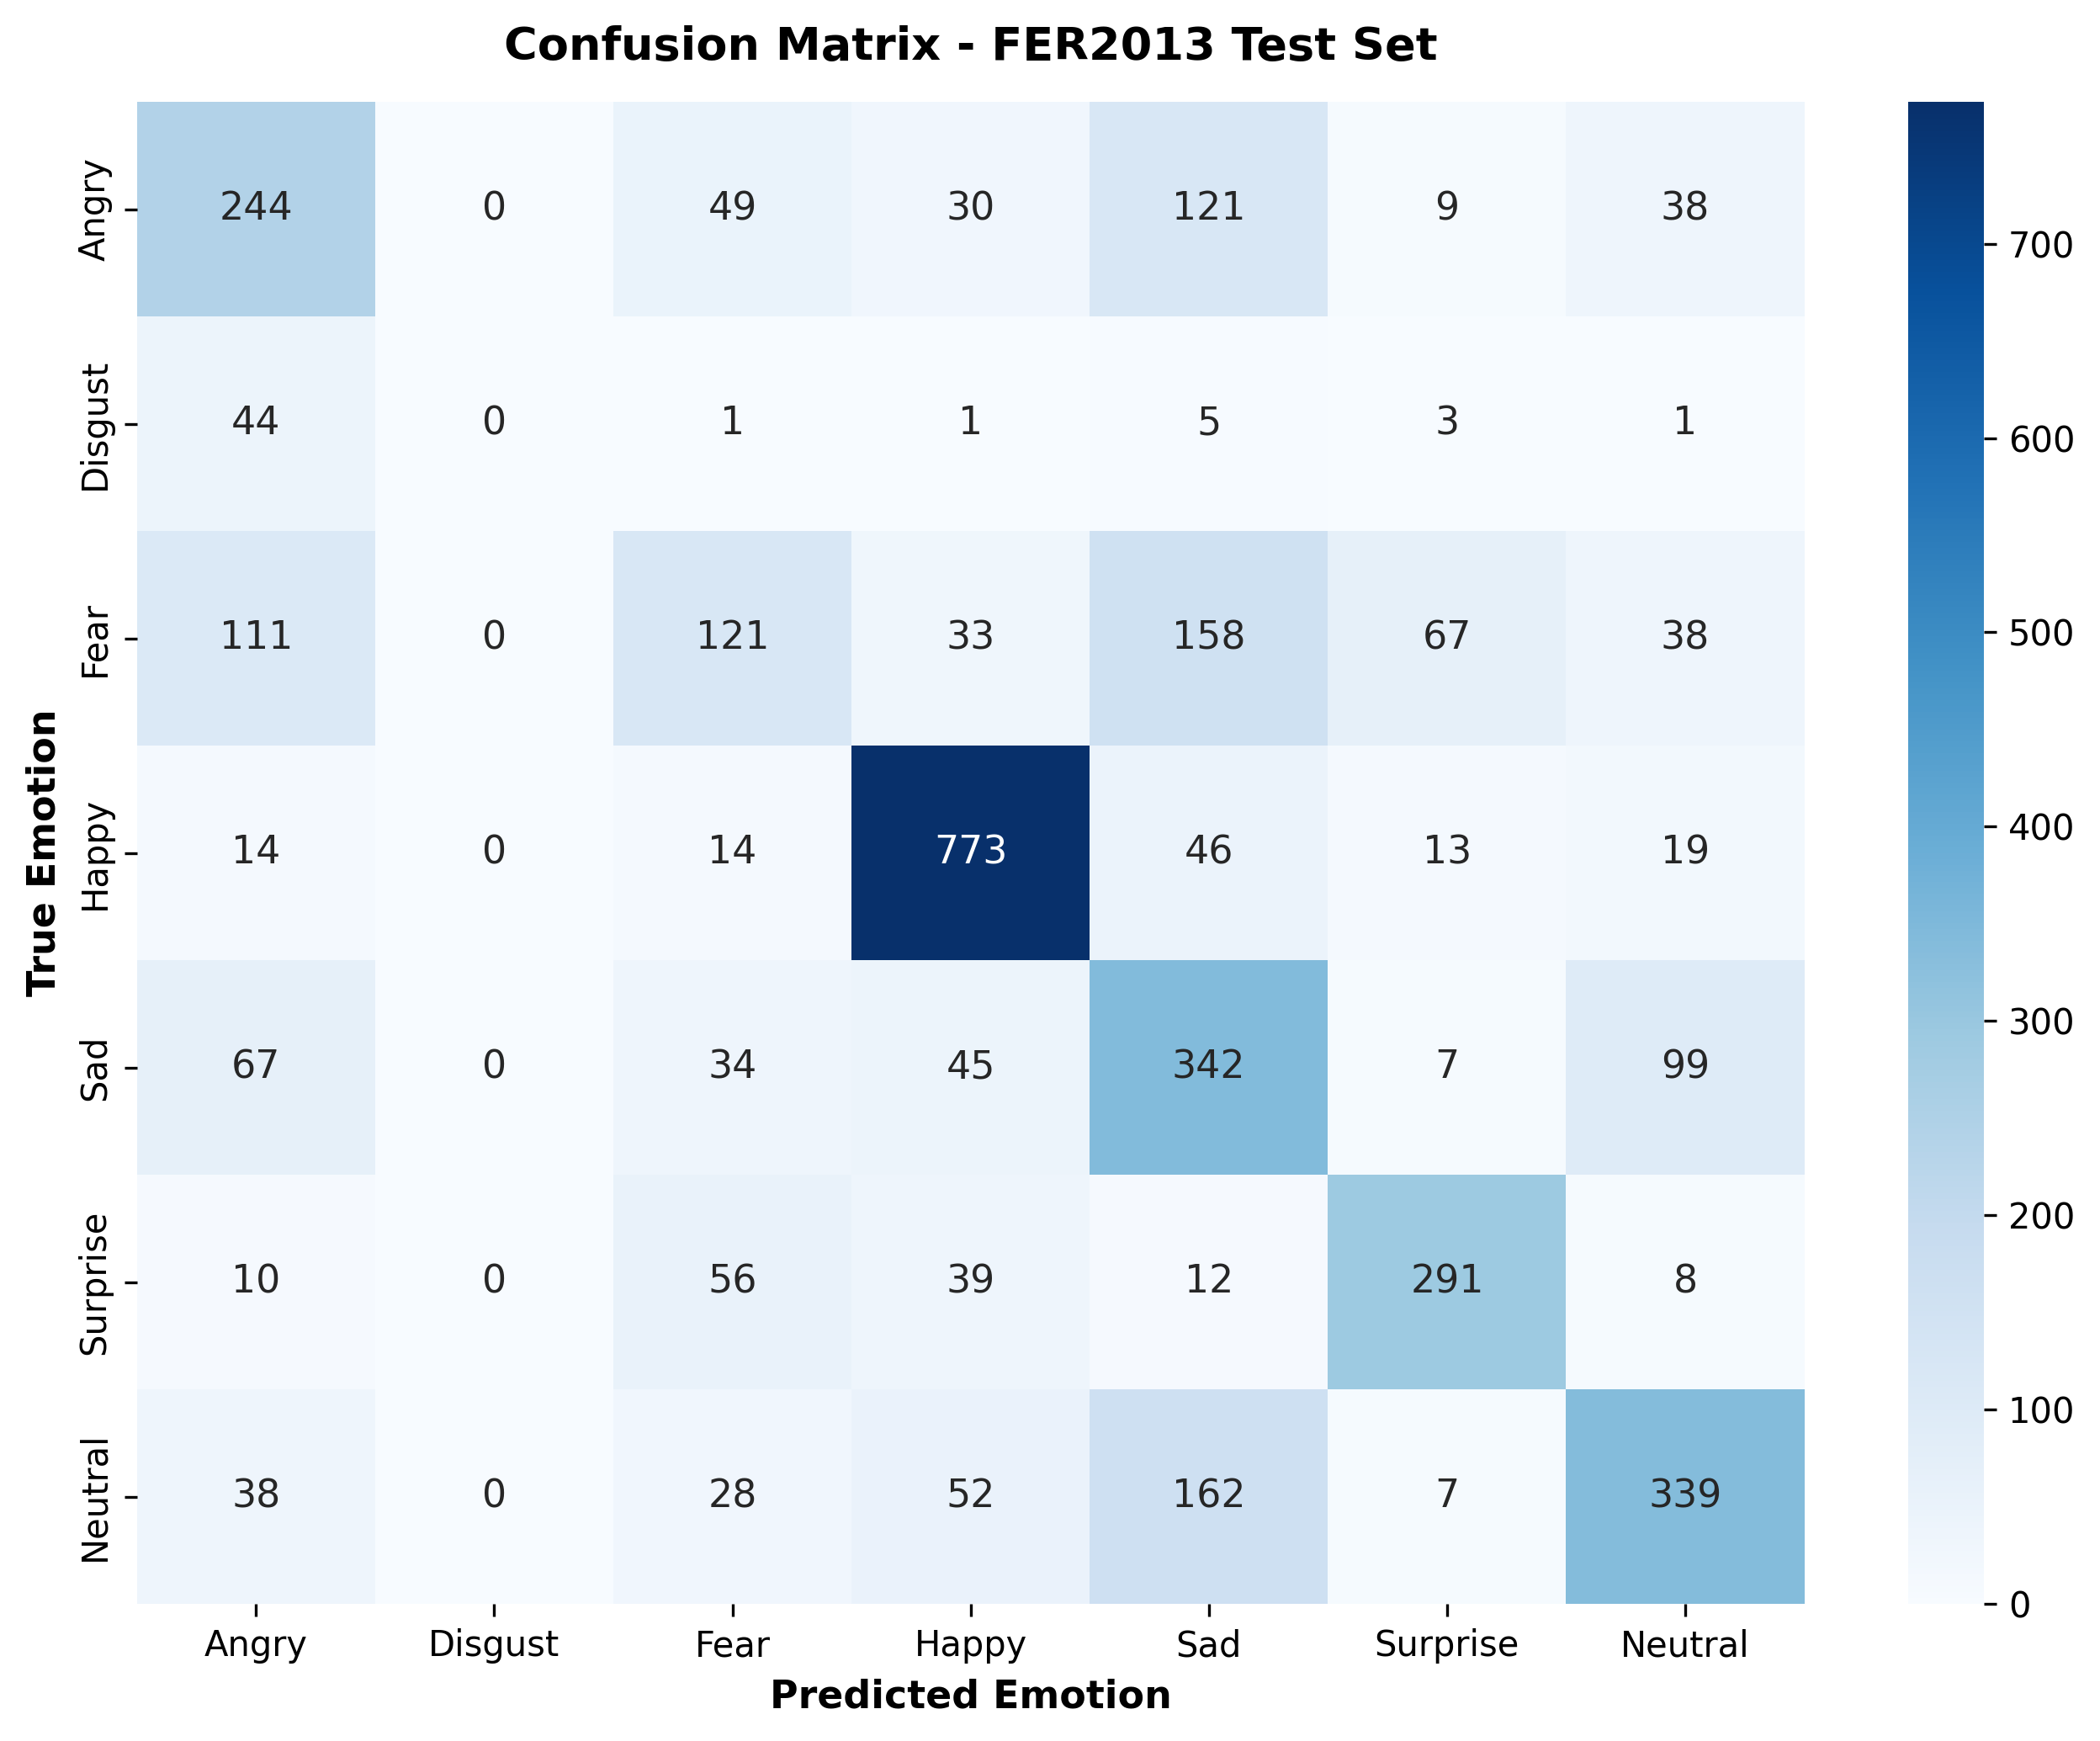 Confusion Matrix - FER2013 Test Set
True Emotion
Angry 244 0 49 30 121 9 38
Disgust 44 0 1 1 5 3 1
Fear 111 0 121 33 158 67 38
Happy 14 0 14 773 46 13 19
Sad 67 0 34 45 342 7 99
Surprise 10 0 56 39 12 291 8
Neutral 38 0 28 52 162 7 339
Angry Disgust Fear Happy Sad Surprise Neutral
Predicted Emotion
700
600
500
400
300
200
100
0